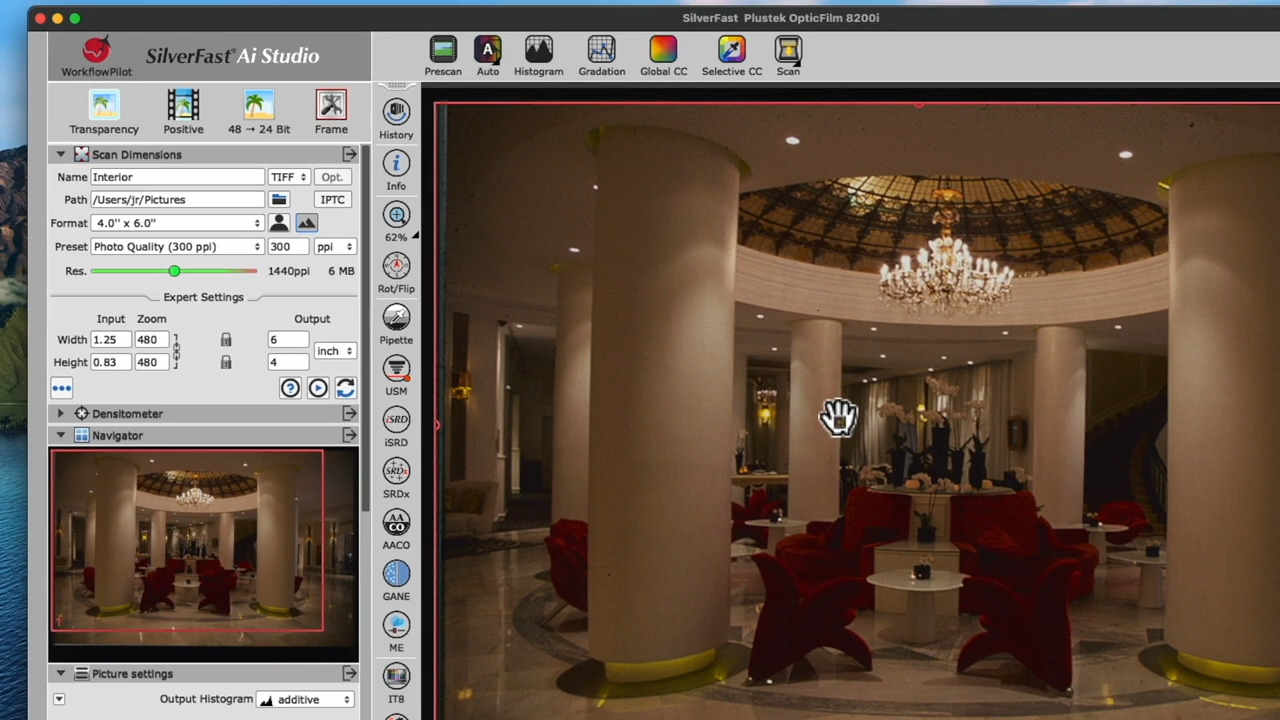 SilverFast Plustek OpticFilm 8200i
WorkflowPilot
SilverFast® Ai Studio
Prescan
Auto
Histogram
Gradation
Global CC
Selective CC
Scan
Transparency
Positive
48 → 24 Bit
Frame
Scan Dimensions
Name Interior TIFF Opt.
Path /Users/jr/Pictures IPTC
Format 4.0'' x 6.0''
Preset Photo Quality (300 ppi) 300 ppi
Res. 1440ppi 6 MB
Expert Settings
Input Zoom Output
Width 1.25 480 6
inch
Height 0.83 480 4
Densitometer
Navigator
1
Picture settings
Output Histogram additive
History
Info
62%
Rot/Flip
Pipette
USM
iSRD
iSRD
SRDx
SRDx
AA
CO
AACO
GANE
ME
IT8